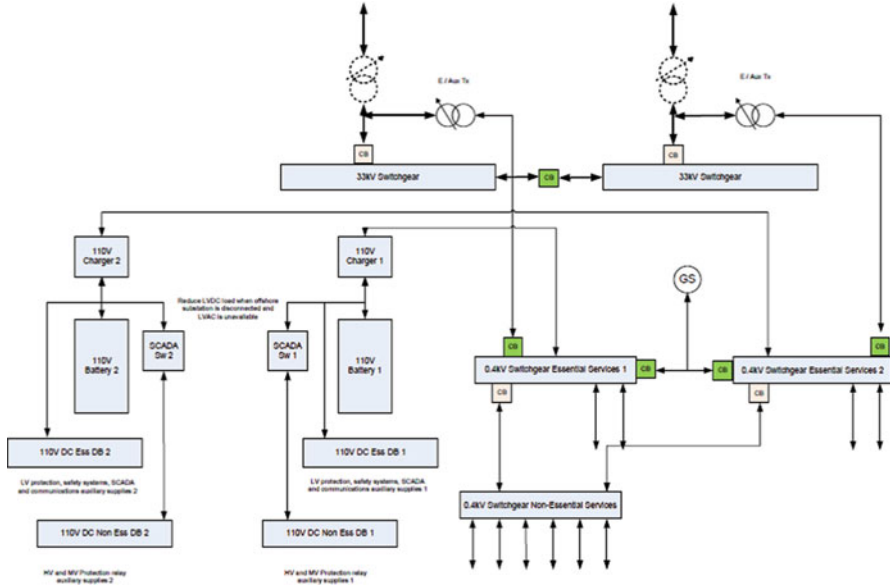 E / Aux Tx
E / Aux Tx
CB
CB
33kV Switchgear
CB
33kV Switchgear
110V
Charger 2
110V
Charger 1
GS
Reduce LVDC load when offshore
substation is disconnected and
LVAC is unavailable
110V
Battery 2
SCADA
Sw 2
SCADA
Sw 1
110V
Battery 1
CB
CB
0.4kV Switchgear Essential Services 1
CB
CB
0.4kV Switchgear Essential Services 2
CB
CB
110V DC Ess DB 2
110V DC Ess DB 1
LV protection, safety systems, SCADA
and communications auxiliary supplies 2
LV protection, safety systems, SCADA
and communications auxiliary supplies 1
0.4kV Switchgear Non-Essential Services
110V DC Non Ess DB 2
110V DC Non Ess DB 1
HV and MV Protection relay
auxiliary supplies 2
HV and MV Protection relay
auxiliary supplies 1